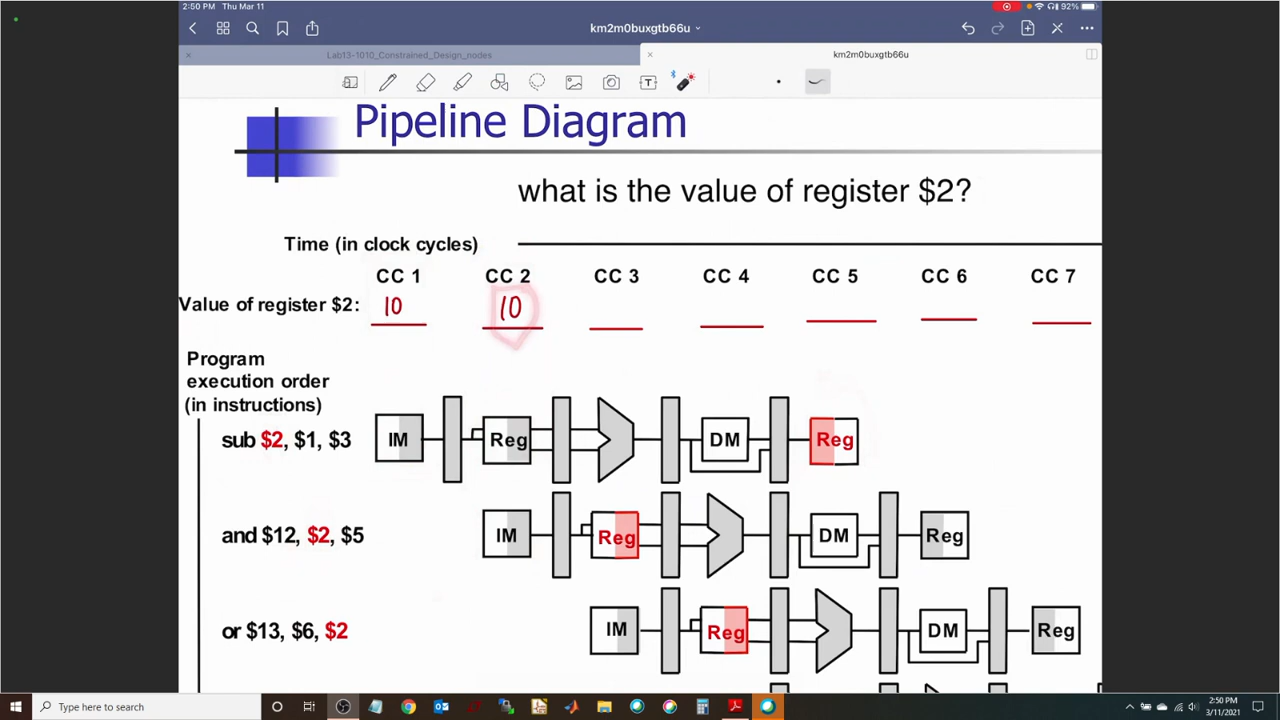 2:50 PM Thu Mar 11
92%
km2m0buxgtb66u
Lab13-1010_Constrained_Design_nodes
km2m0buxgtb66u
T
Pipeline Diagram
what is the value of register $2?
Time (in clock cycles)
CC 1 CC 2 CC 3 CC 4 CC 5 CC 6 CC 7
Value of register $2: 10 10
Program
execution order
(in instructions)
sub $2, $1, $3 IM Reg DM Reg
and $12, $2, $5 IM Reg DM Reg
or $13, $6, $2 IM Reg DM Reg
Type here to search
2:50 PM
3/11/2021